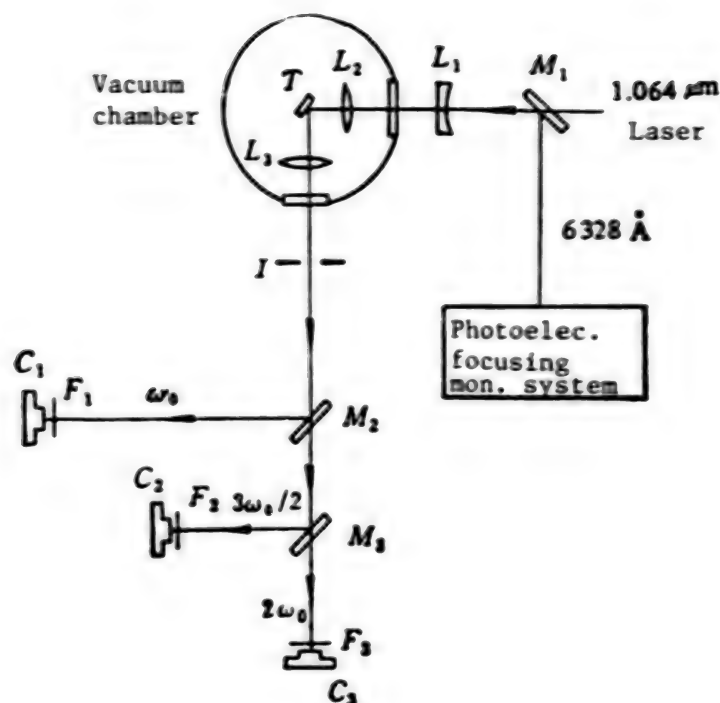 Vacuum
chamber
T
L₂
L₁
M₁
1.064 μm
Laser
L₃
6328 Å
I
Photoelec.
focusing
mon. system
C₁
F₁
ω₀
M₂
C₂
F₂
3ω₀/2
M₃
2ω₀
F₃
C₃